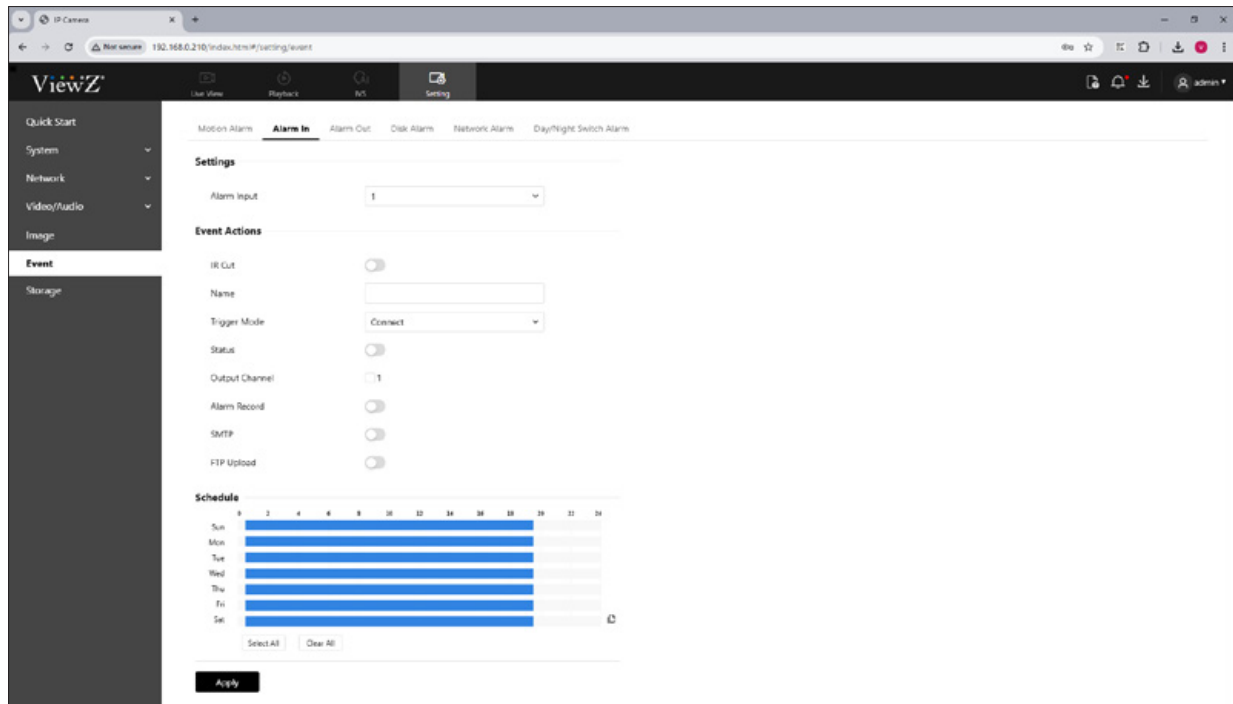 IP Camera
Not secure 192.168.0.210/index.html#/setting/event
ViewZ Live View Playback IVS Setting admin
Quick Start
System
Network
Video/Audio
Image
Event
Storage
Motion Alarm Alarm In Alarm Out Disk Alarm Network Alarm Day/Night Switch Alarm
Settings
Alarm Input 1
Event Actions
IR Cut
Name
Trigger Mode Connect
Status
Output Channel 1
Alarm Record
SMTP
FTP Upload
Schedule
0 2 4 6 8 10 12 14 16 18 20 22 24
Sun
Mon
Tue
Wed
Thu
Fri
Sat
Select All Clear All
Apply